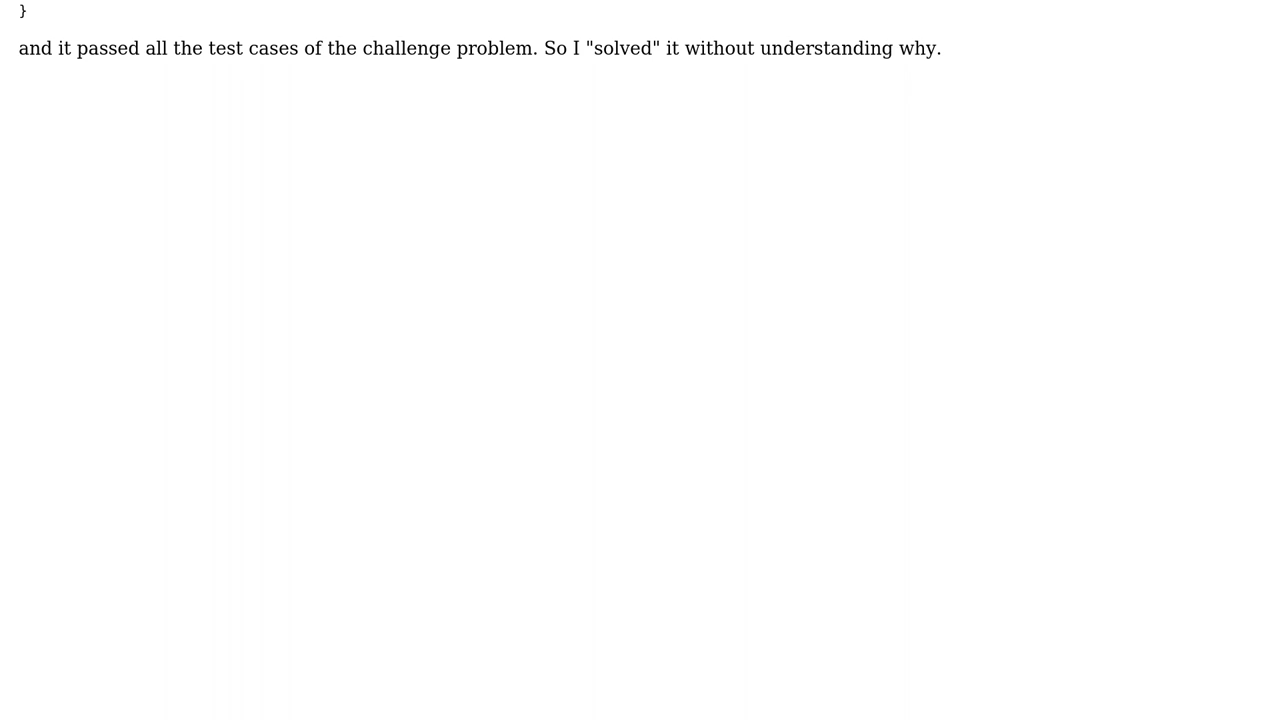 }
and it passed all the test cases of the challenge problem. So I "solved" it without understanding why.